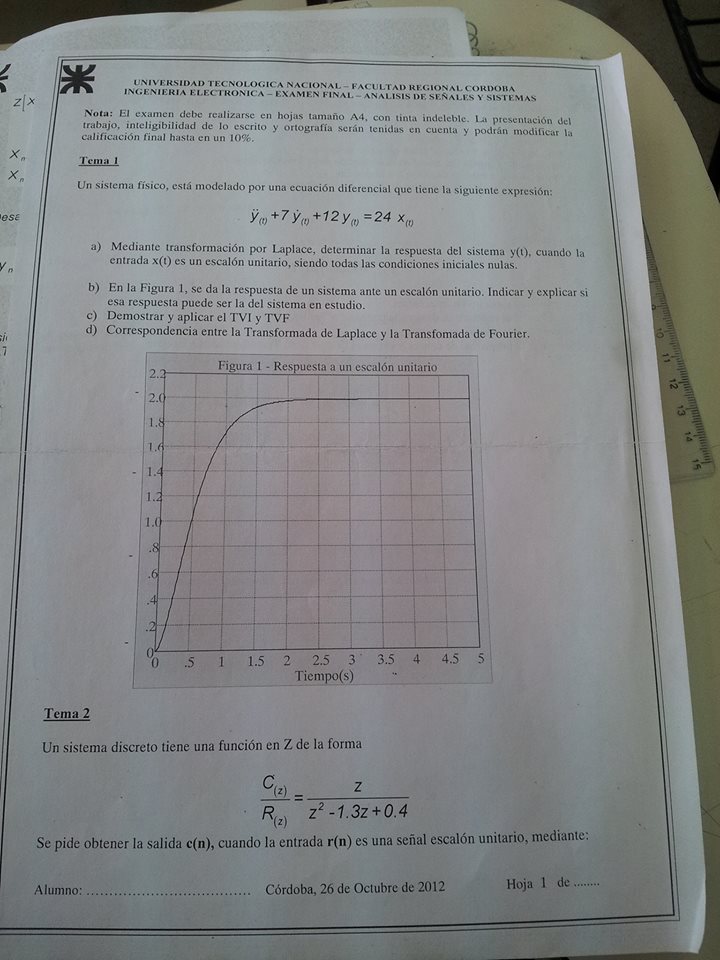 UNIVERSIDAD TECNOLOGICA NACIONAL – FACULTAD REGIONAL CORDOBA
INGENIERIA ELECTRONICA – EXAMEN FINAL – ANALISIS DE SEÑALES Y SISTEMAS
Nota: El examen debe realizarse en hojas tamaño A4, con tinta indeleble. La presentación del
trabajo, inteligibilidad de lo escrito y ortografía serán tenidas en cuenta y podrán modificar la
calificación final hasta en un 10%.
Tema 1
Un sistema físico, está modelado por una ecuación diferencial que tiene la siguiente expresión:
ÿ(t) + 7 ẏ(t) + 12 y(t) = 24 x(t)
a) Mediante transformación por Laplace, determinar la respuesta del sistema y(t), cuando la
entrada x(t) es un escalón unitario, siendo todas las condiciones iniciales nulas.
b) En la Figura 1, se da la respuesta de un sistema ante un escalón unitario. Indicar y explicar si
esa respuesta puede ser la del sistema en estudio.
c) Demostrar y aplicar el TVI y TVF
d) Correspondencia entre la Transformada de Laplace y la Transfomada de Fourier.
Figura 1 - Respuesta a un escalón unitario
2.2
2.0
1.8
1.6
1.4
1.2
1.0
.8
.6
.4
.2
0
0 .5 1 1.5 2 2.5 3 3.5 4 4.5 5
Tiempo(s)
Tema 2
Un sistema discreto tiene una función en Z de la forma
C(z) / R(z) = z / z² -1.3z+0.4
Se pide obtener la salida c(n), cuando la entrada r(n) es una señal escalón unitario, mediante:
Alumno: ................................. Córdoba, 26 de Octubre de 2012 Hoja 1 de ........
z[x
Xn
Xn
yn
10
11
12
13
14
15